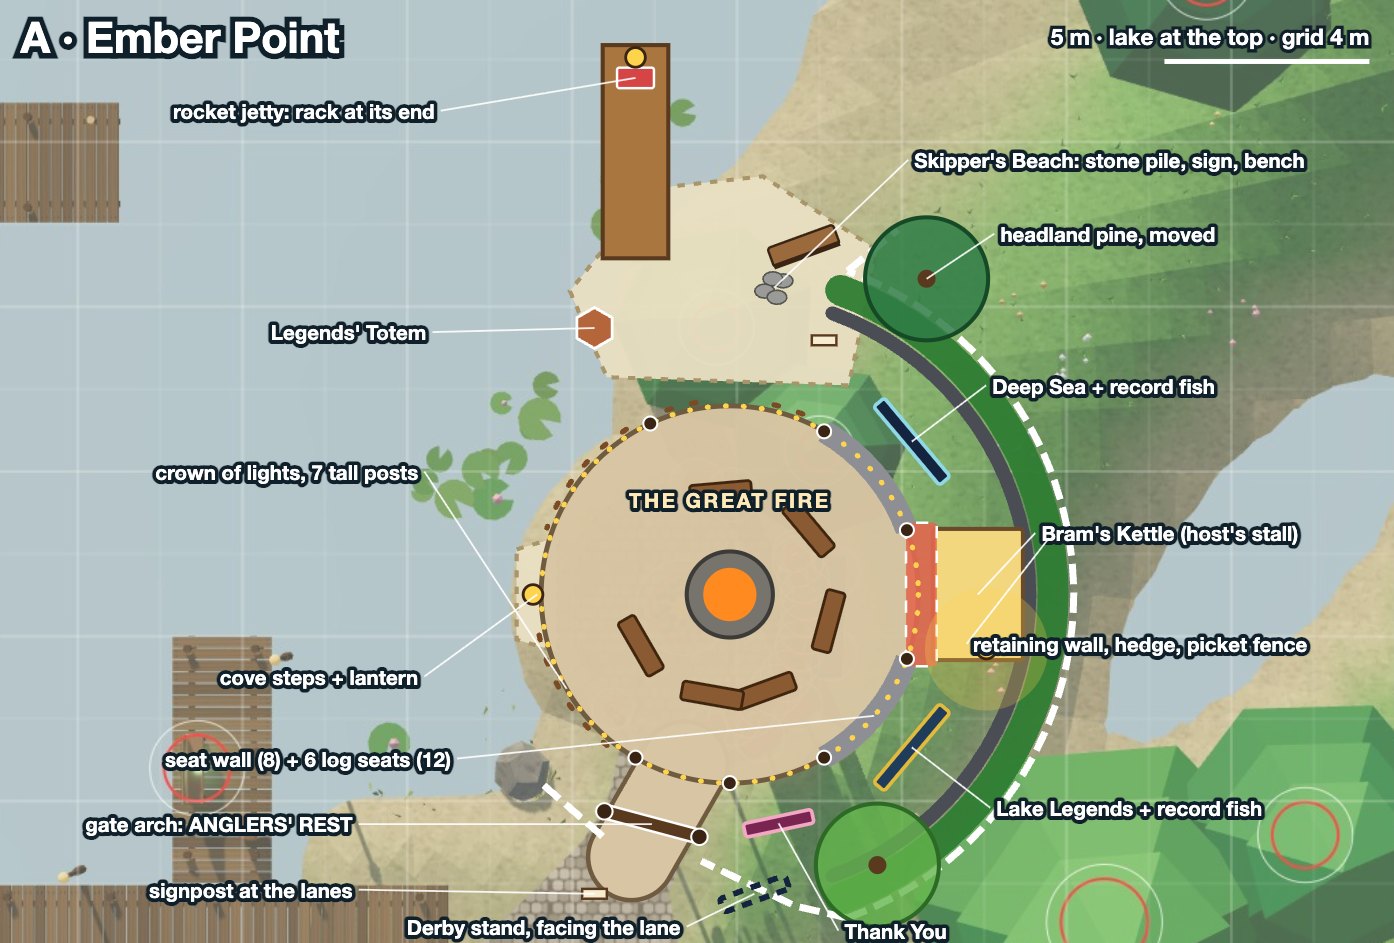 A • Ember Point
5 m · lake at the top · grid 4 m
rocket jetty: rack at its end
Skipper's Beach: stone pile, sign, bench
headland pine, moved
Legends' Totem
Deep Sea + record fish
crown of lights, 7 tall posts
THE GREAT FIRE
Bram's Kettle (host's stall)
retaining wall, hedge, picket fence
cove steps + lantern
seat wall (8) + 6 log seats (12)
Lake Legends + record fish
gate arch: ANGLERS' REST
signpost at the lanes
Derby stand, facing the lane
Thank You